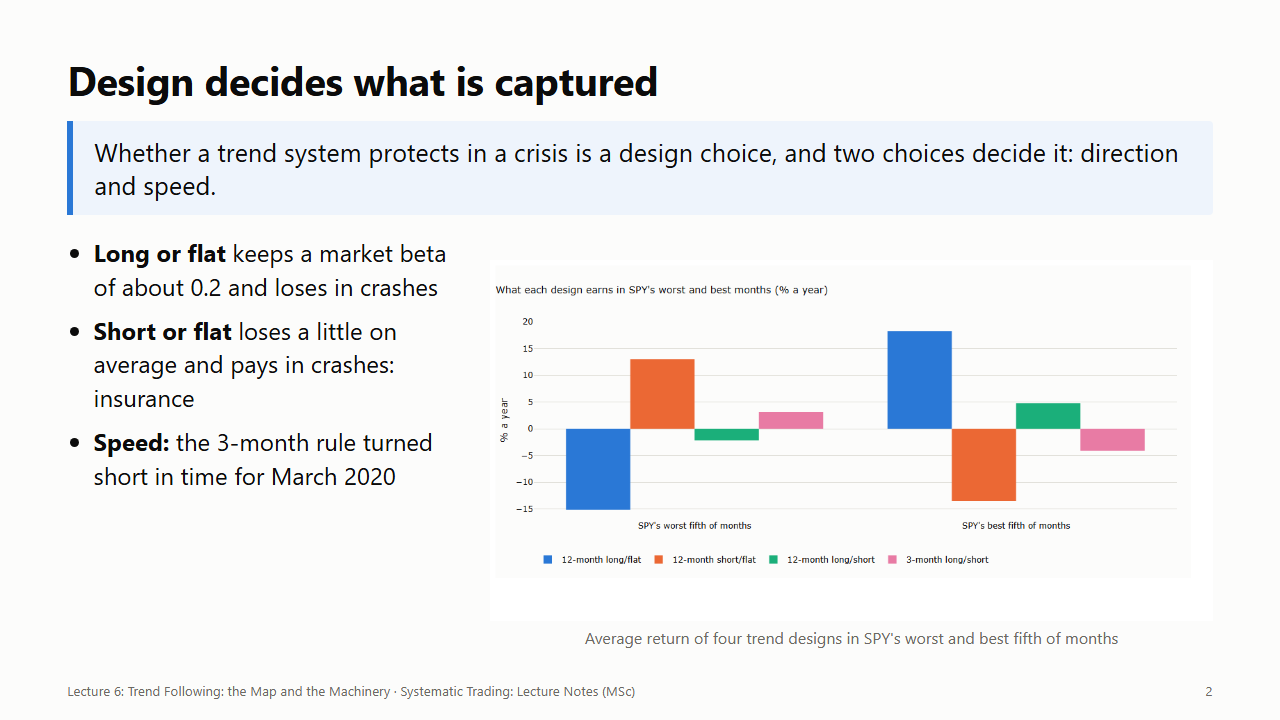 Design decides what is captured
Whether a trend system protects in a crisis is a design choice, and two choices decide it: direction
and speed.
• Long or flat keeps a market beta
of about 0.2 and loses in crashes
• Short or flat loses a little on
average and pays in crashes:
insurance
• Speed: the 3-month rule turned
short in time for March 2020
What each design earns in SPY's worst and best months (% a year)
% a year
20
15
10
5
0
−5
−10
−15
SPY's worst fifth of months
SPY's best fifth of months
12-month long/flat
12-month short/flat
12-month long/short
3-month long/short
Average return of four trend designs in SPY's worst and best fifth of months
Lecture 6: Trend Following: the Map and the Machinery · Systematic Trading: Lecture Notes (MSc)
2